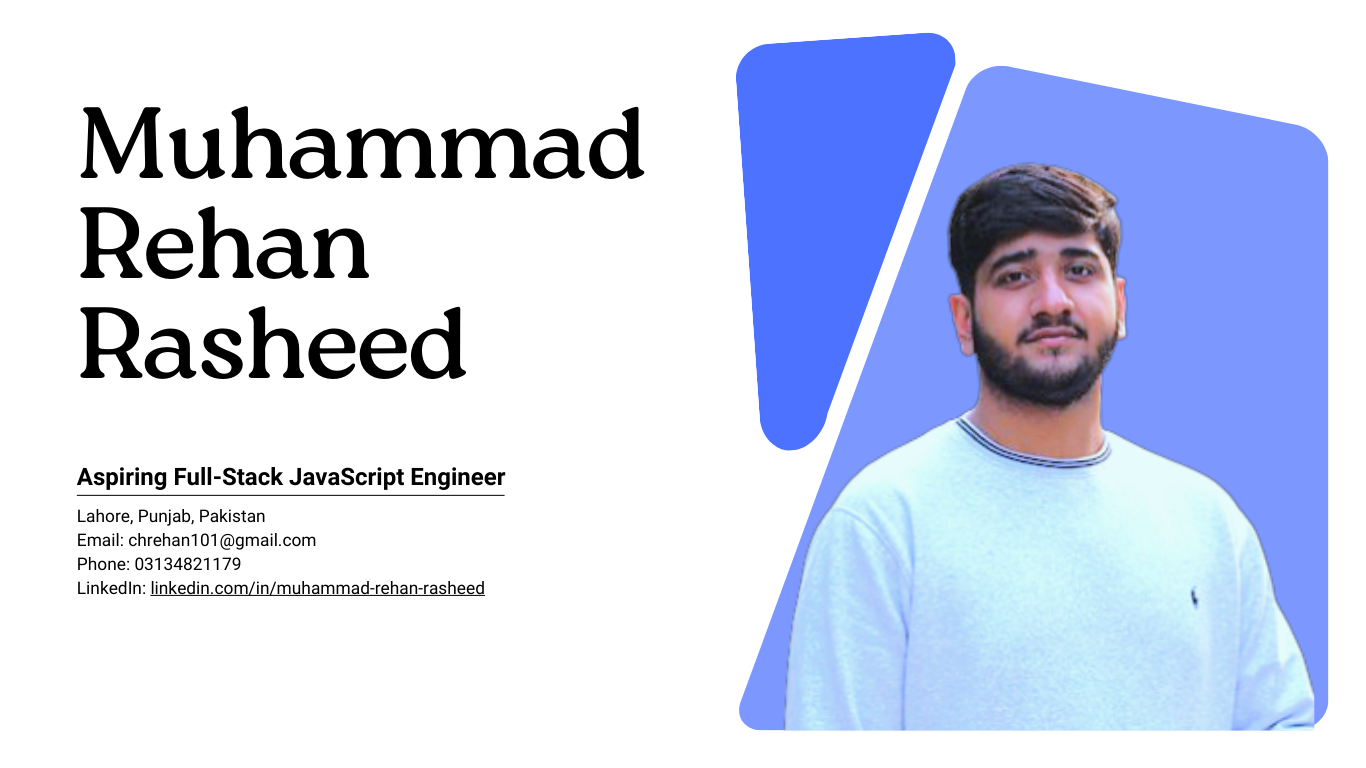 Muhammad
Rehan
Rasheed
Aspiring Full-Stack JavaScript Engineer
Lahore, Punjab, Pakistan
Email: chrehan101@gmail.com
Phone: 03134821179
LinkedIn: linkedin.com/in/muhammad-rehan-rasheed